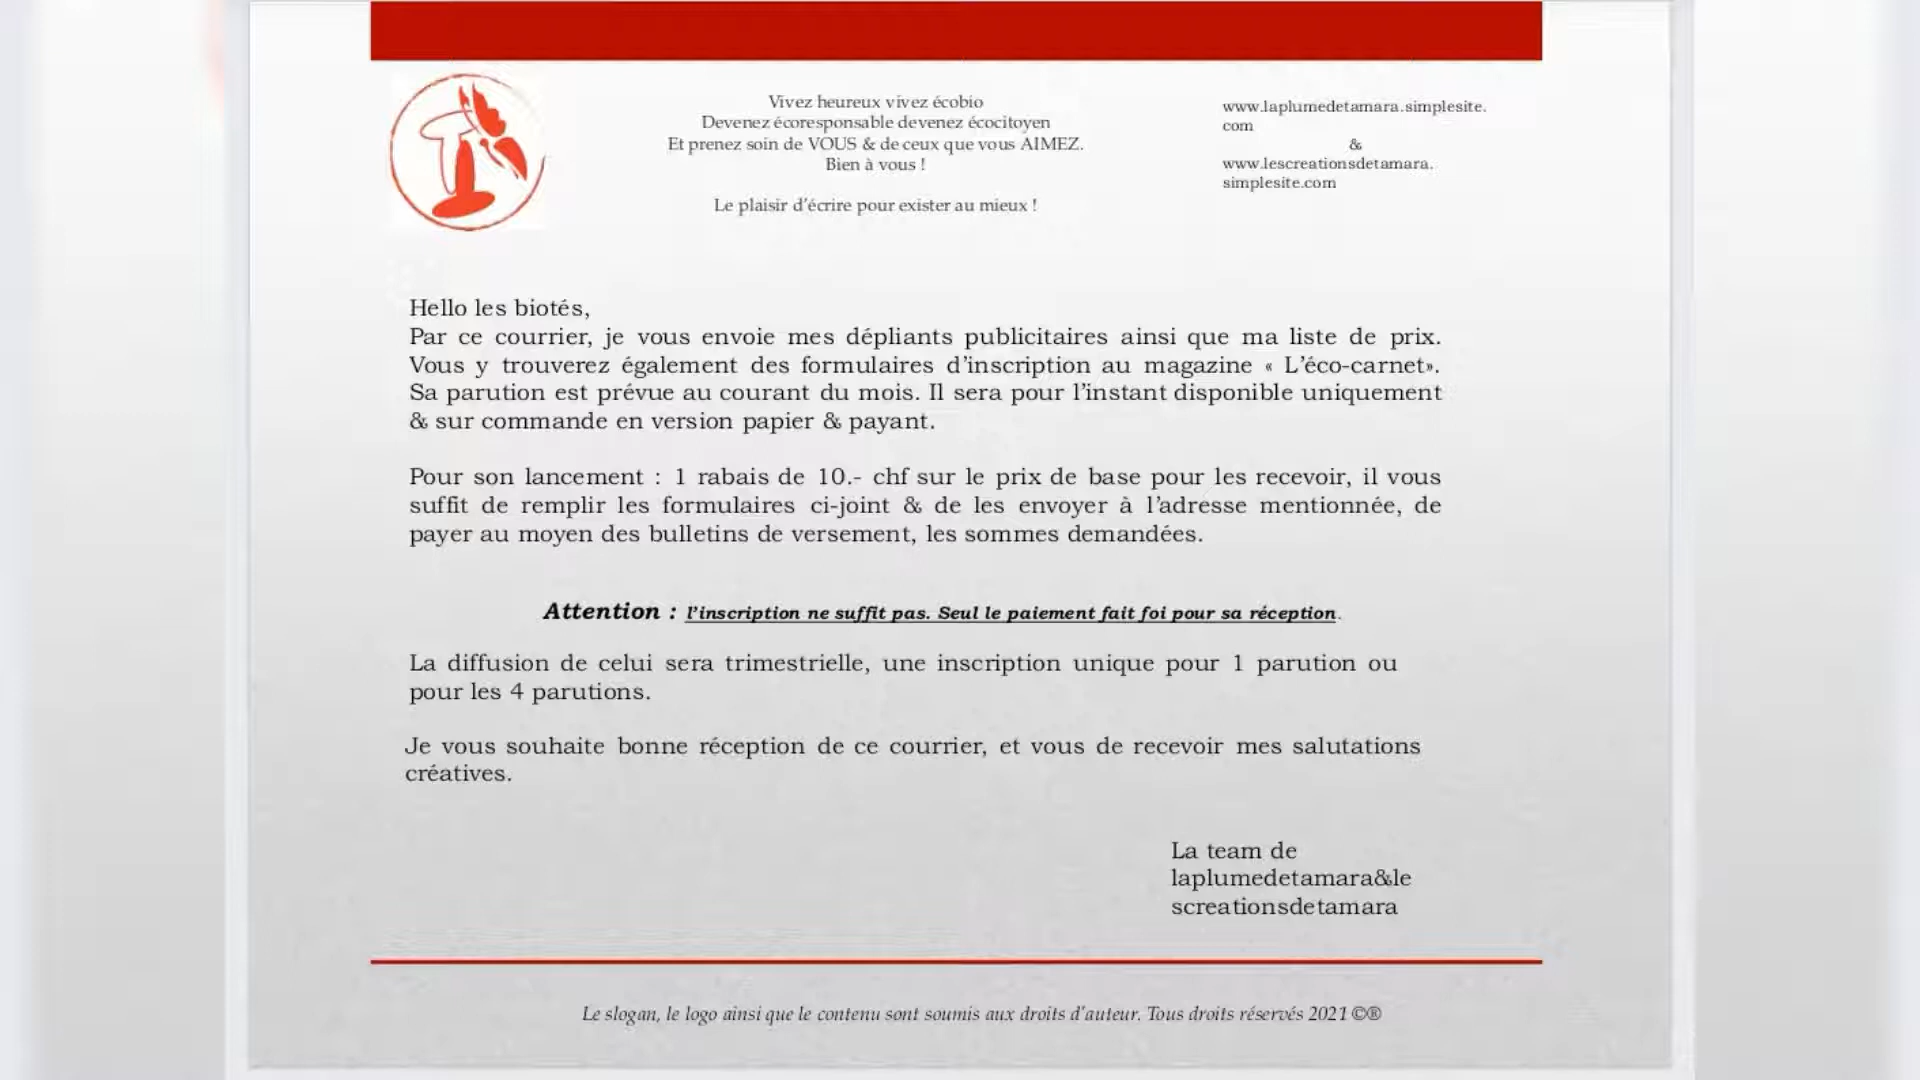 Vivez heureux vivez écobio
Devenez écoresponsable devenez écocitoyen
Et prenez soin de VOUS & de ceux que vous AIMEZ.
Bien à vous !
Le plaisir d'écrire pour exister au mieux !
www.laplumedetamara.simplesite.
com
&
www.lescreationsdetamara.
simplesite.com
Hello les biotés,
Par ce courrier, je vous envoie mes dépliants publicitaires ainsi que ma liste de prix.
Vous y trouverez également des formulaires d'inscription au magazine « L'éco-carnet».
Sa parution est prévue au courant du mois. Il sera pour l'instant disponible uniquement
& sur commande en version papier & payant.
Pour son lancement : 1 rabais de 10.- chf sur le prix de base pour les recevoir, il vous
suffit de remplir les formulaires ci-joint & de les envoyer à l'adresse mentionnée, de
payer au moyen des bulletins de versement, les sommes demandées.
Attention : l'inscription ne suffit pas. Seul le paiement fait foi pour sa réception.
La diffusion de celui sera trimestrielle, une inscription unique pour 1 parution ou
pour les 4 parutions.
Je vous souhaite bonne réception de ce courrier, et vous de recevoir mes salutations
créatives.
La team de
laplumedetamara&le
screationsdetamara
Le slogan, le logo ainsi que le contenu sont soumis aux droits d'auteur. Tous droits réservés 2021 ©®